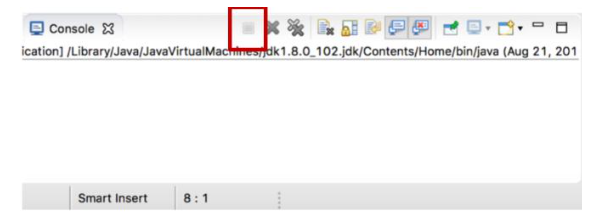 Console
ication] /Library/Java/JavaVirtualMachines/jdk1.8.0_102.jdk/Contents/Home/bin/java (Aug 21, 201
Smart Insert 8 : 1